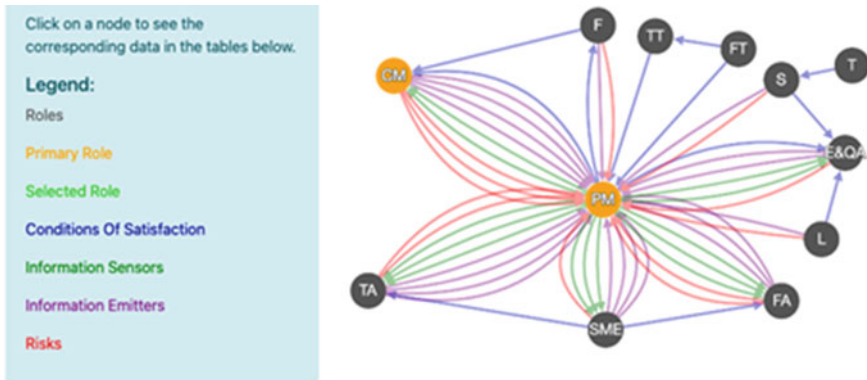 Click on a node to see the
corresponding data in the tables below.
Legend:
Roles
Primary Role
Selected Role
Conditions Of Satisfaction
Information Sensors
Information Emitters
Risks
F
TT
FT
T
CM
S
E&QA
PM
L
TA
FA
SME